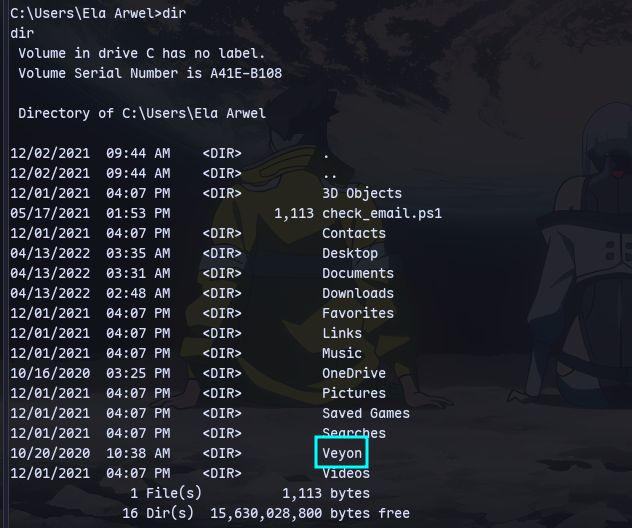 C:\Users\Ela Arwel>dir
dir
 Volume in drive C has no label.
 Volume Serial Number is A41E-B108

 Directory of C:\Users\Ela Arwel

12/02/2021  09:44 AM    <DIR>          .
12/02/2021  09:44 AM    <DIR>          ..
12/01/2021  04:07 PM    <DIR>          3D Objects
05/17/2021  01:53 PM             1,113 check_email.ps1
12/01/2021  04:07 PM    <DIR>          Contacts
04/13/2022  03:35 AM    <DIR>          Desktop
04/13/2022  03:31 AM    <DIR>          Documents
04/13/2022  02:48 AM    <DIR>          Downloads
12/01/2021  04:07 PM    <DIR>          Favorites
12/01/2021  04:07 PM    <DIR>          Links
12/01/2021  04:07 PM    <DIR>          Music
10/16/2020  03:25 PM    <DIR>          OneDrive
12/01/2021  04:07 PM    <DIR>          Pictures
12/01/2021  04:07 PM    <DIR>          Saved Games
12/01/2021  04:07 PM    <DIR>          Searches
10/20/2020  10:38 AM    <DIR>          Veyon
12/01/2021  04:07 PM    <DIR>          Videos
               1 File(s)          1,113 bytes
              16 Dir(s)  15,630,028,800 bytes free